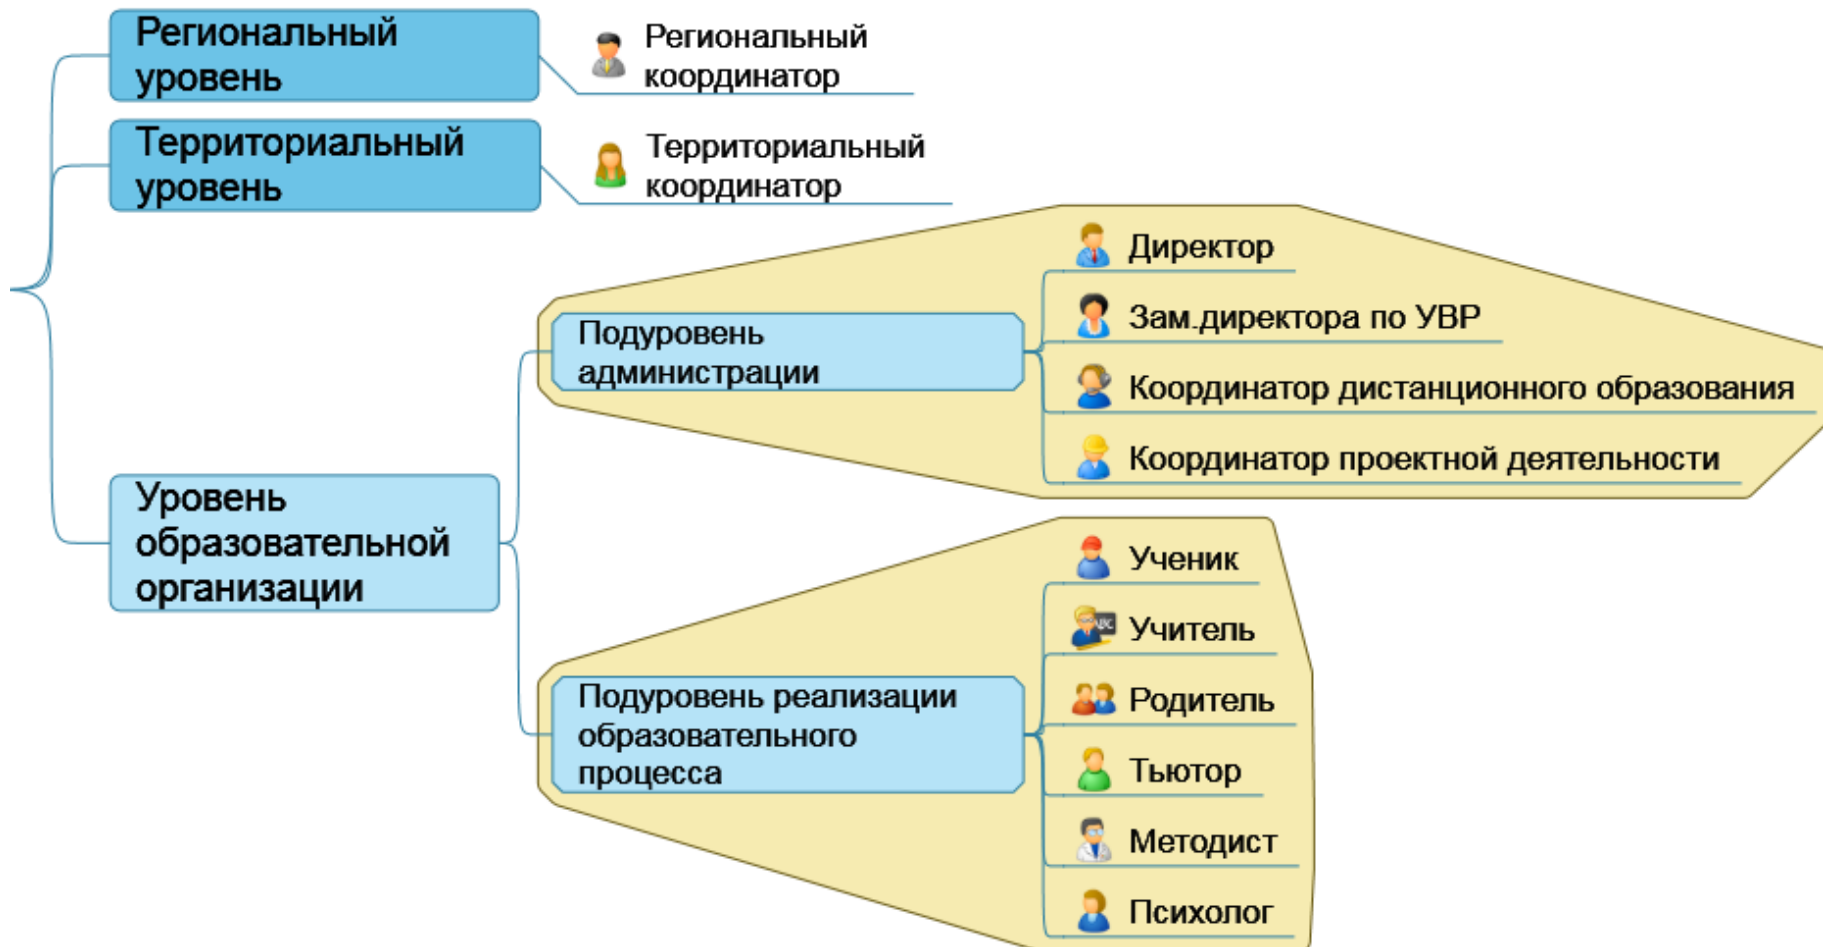 Региональный
уровень
Региональный
координатор
Территориальный
уровень
Территориальный
координатор
Уровень
образовательной
организации
Подуровень
администрации
Директор
Зам.директора по УВР
Координатор дистанционного образования
Координатор проектной деятельности
Подуровень реализации
образовательного
процесса
Ученик
ABC
Учитель
Родитель
Тьютор
Методист
Психолог